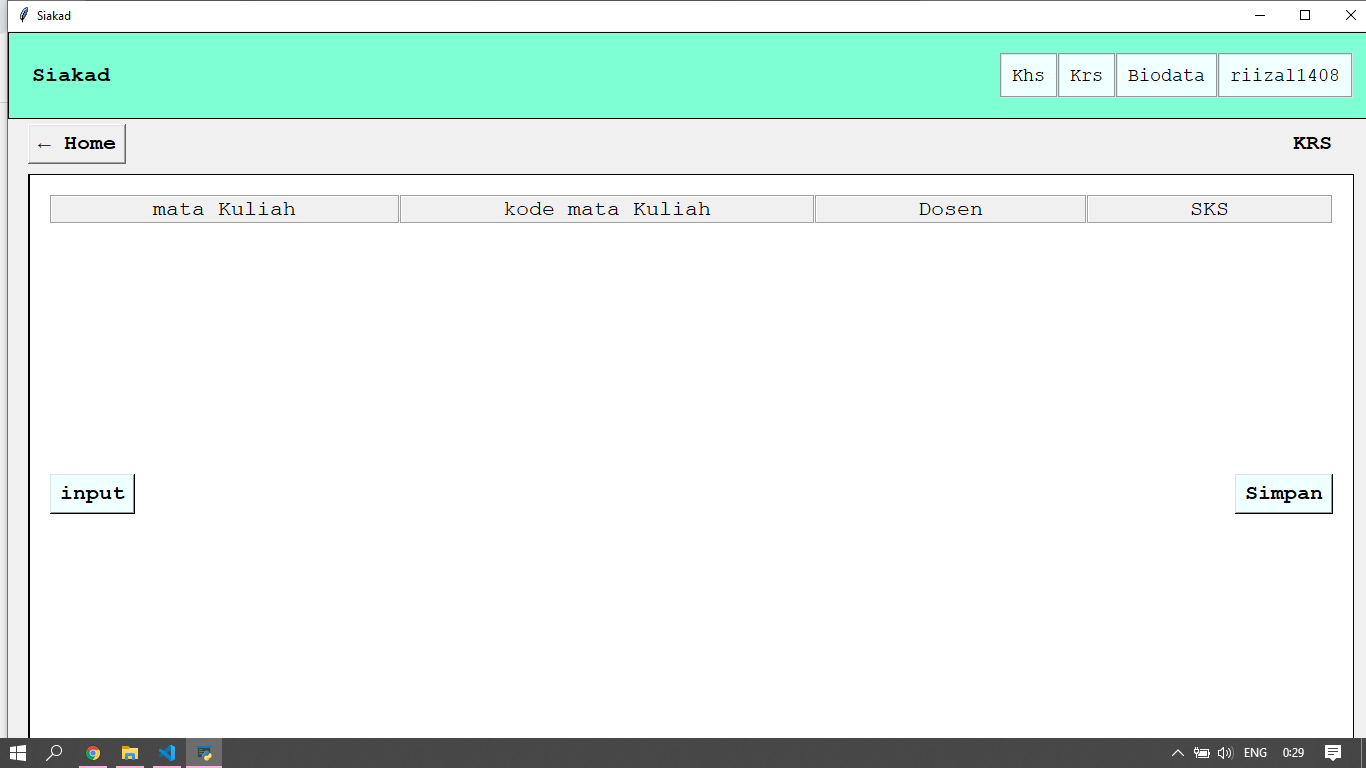 Siakad
Siakad Khs Krs Biodata riizal1408
← Home KRS
mata Kuliah kode mata Kuliah Dosen SKS
input Simpan
ENG 0:29